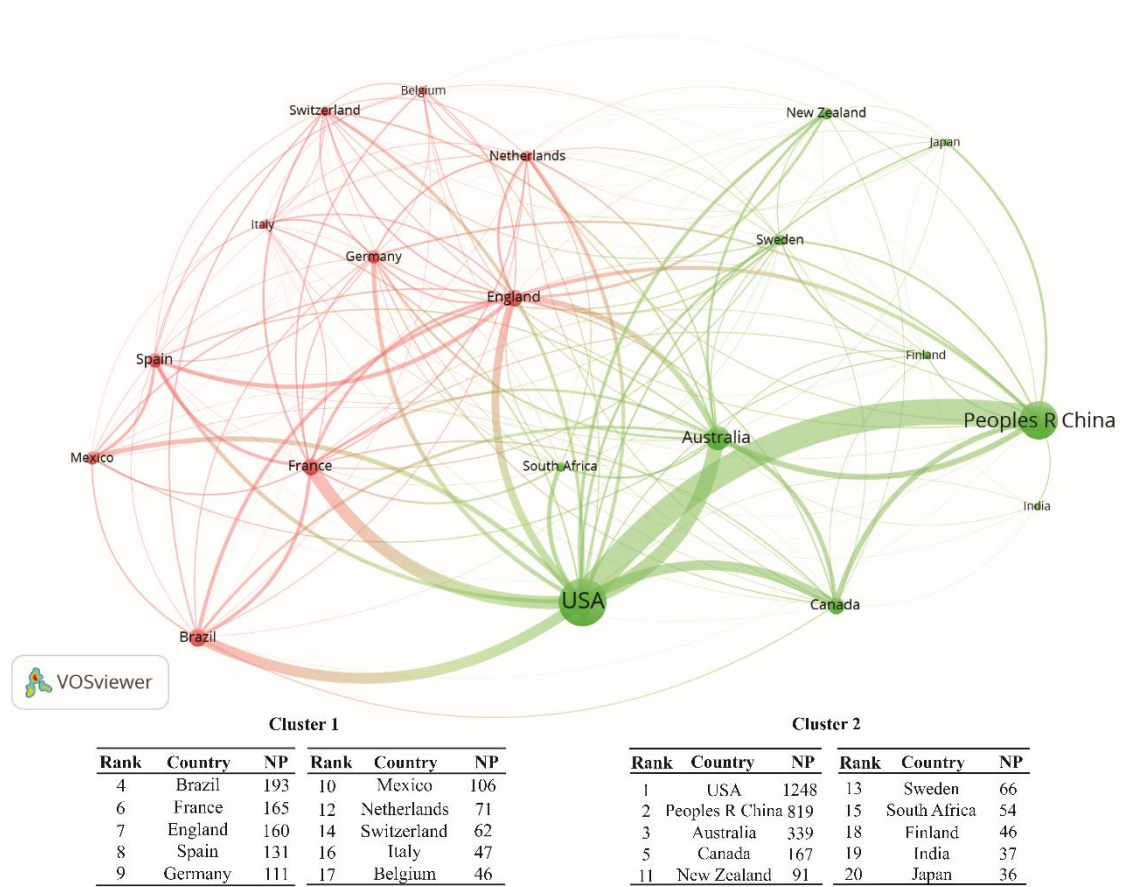 Belgium
Switzerland
New Zealand
Japan
Netherlands
Italy
Sweden
Germany
England
Finland
Spain
Peoples R China
Australia
Mexico
France
South Africa
India
USA
Canada
Brazil
VOSviewer
Cluster 1
Rank Country NP Rank Country NP
4 Brazil 193 10 Mexico 106
6 France 165 12 Netherlands 71
7 England 160 14 Switzerland 62
8 Spain 131 16 Italy 47
9 Germany 111 17 Belgium 46
Cluster 2
Rank Country NP Rank Country NP
1 USA 1248 13 Sweden 66
2 Peoples R China 819 15 South Africa 54
3 Australia 339 18 Finland 46
5 Canada 167 19 India 37
11 New Zealand 91 20 Japan 36